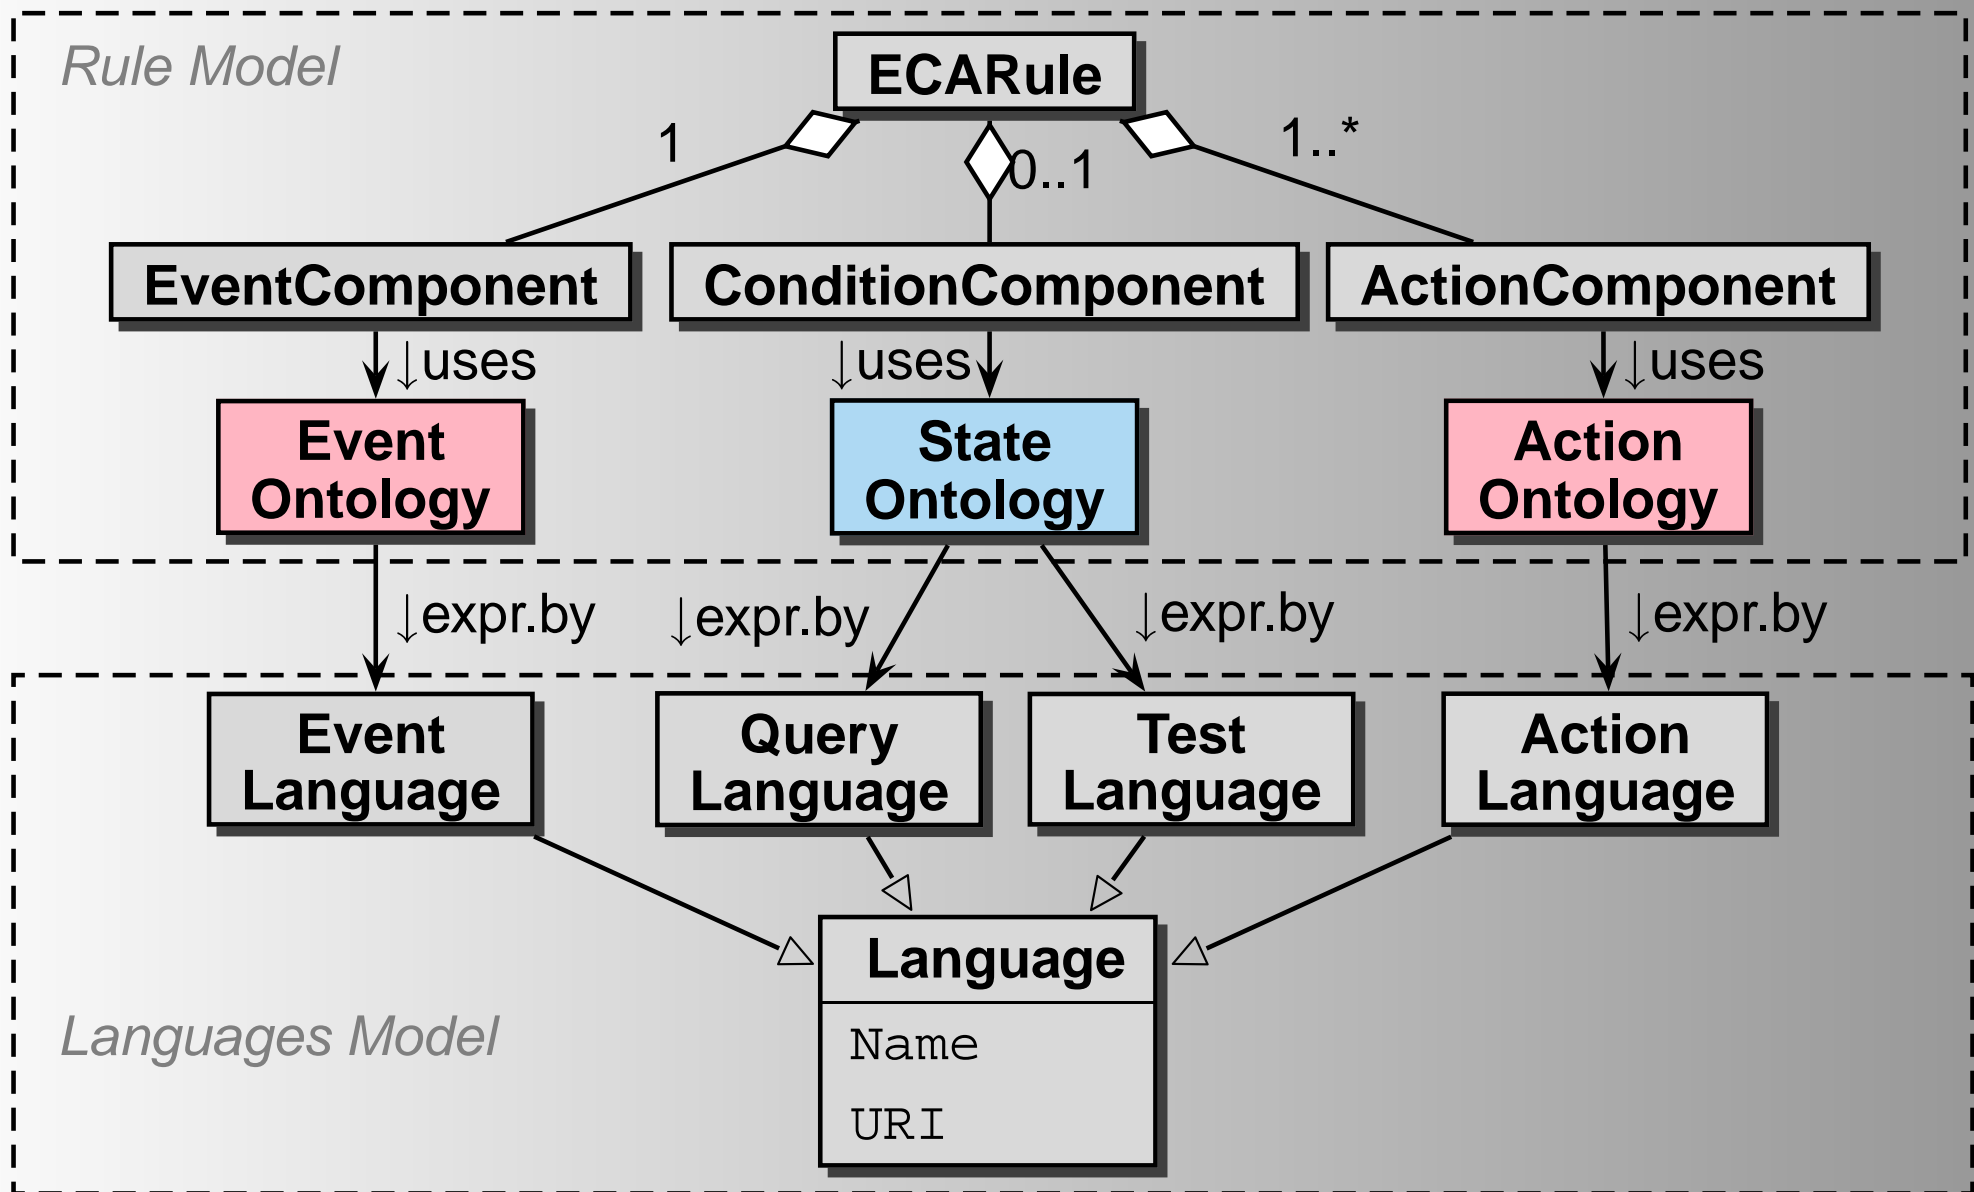 Rule Model
ECARule
1
0..1
1..*
EventComponent
ConditionComponent
ActionComponent
↓uses
↓uses
↓uses
Event
Ontology
State
Ontology
Action
Ontology
↓expr.by
↓expr.by
↓expr.by
↓expr.by
Event
Language
Query
Language
Test
Language
Action
Language
Language
Name
URI
Languages Model